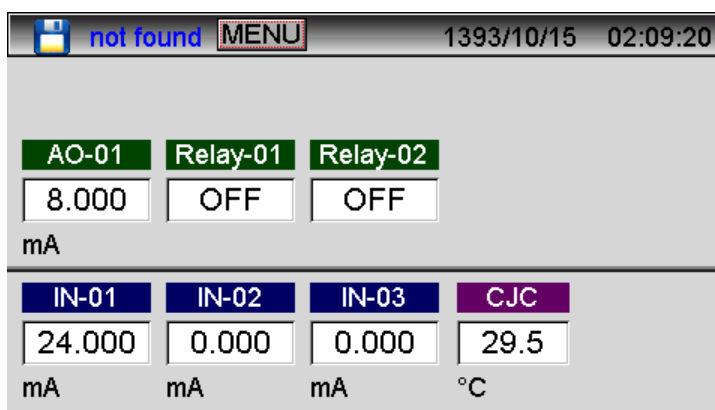 not found MENU 1393/10/15 02:09:20
AO-01 Relay-01 Relay-02
8.000 OFF OFF
mA
IN-01 IN-02 IN-03 CJC
24.000 0.000 0.000 29.5
mA mA mA °C